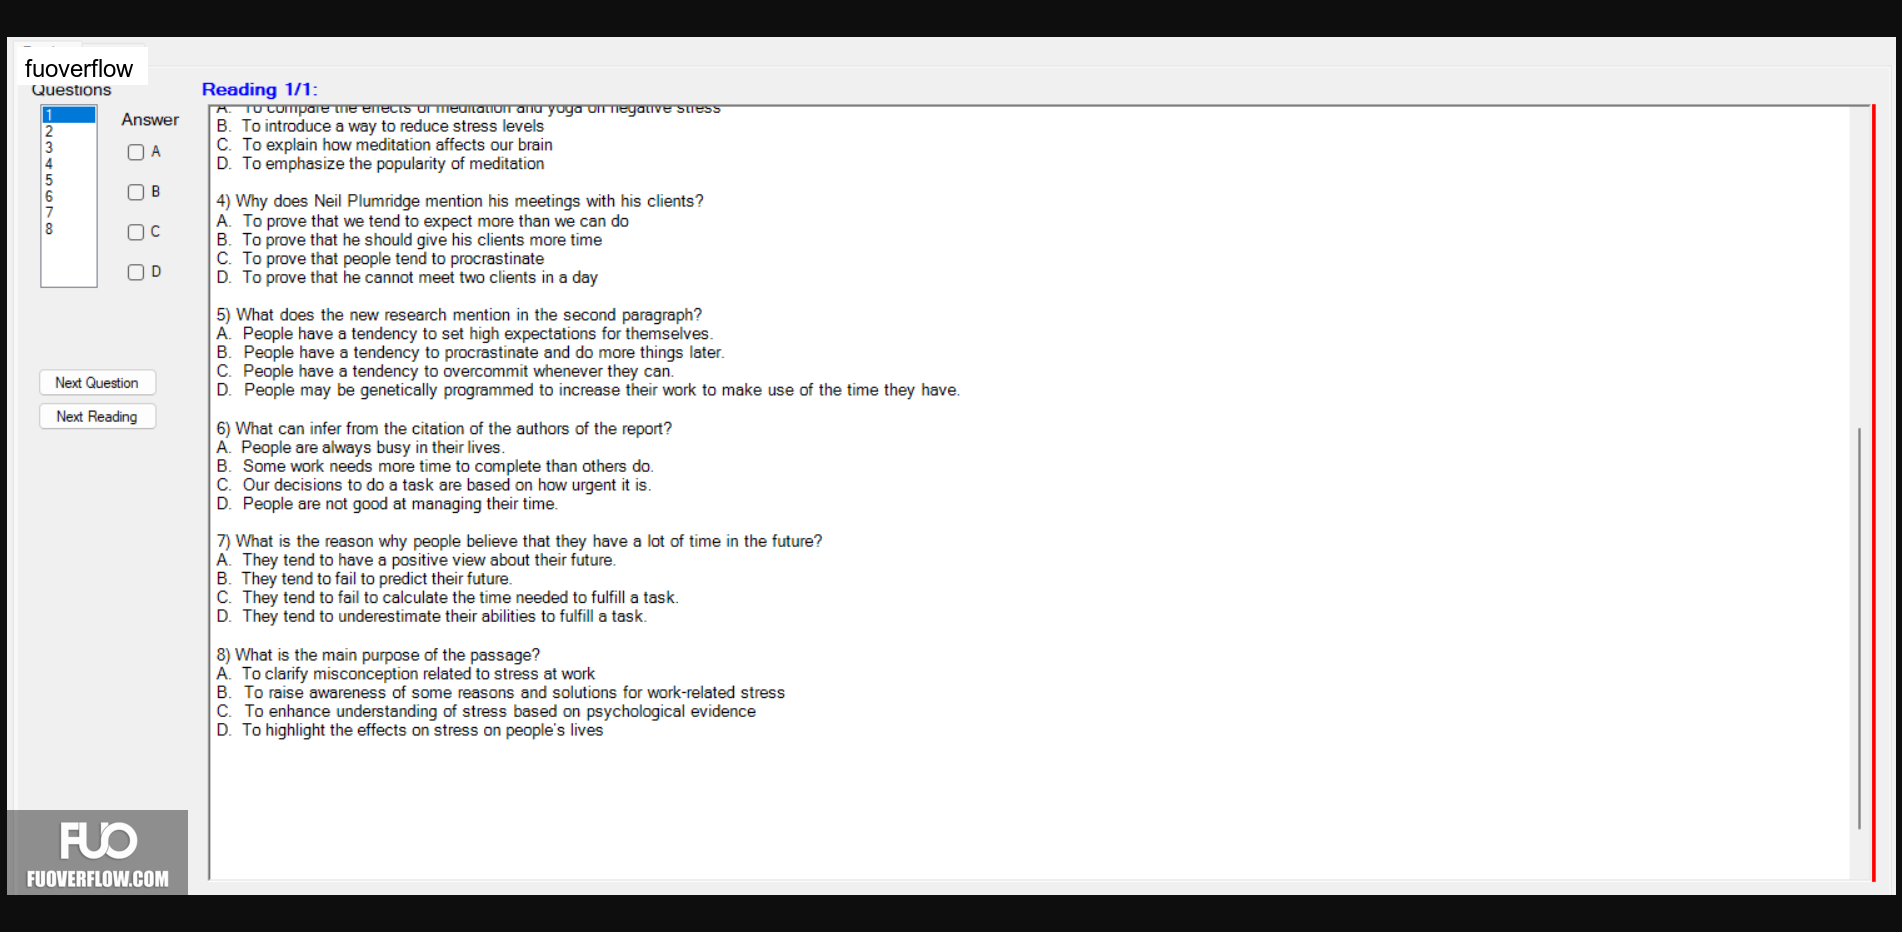 fuoverflow
Questions
Reading 1/1:
1
2
3
4
5
6
7
8
Answer
A
B
C
D
Next Question
Next Reading
A. To compare the effects of meditation and yoga on negative stress
B. To introduce a way to reduce stress levels
C. To explain how meditation affects our brain
D. To emphasize the popularity of meditation
4) Why does Neil Plumridge mention his meetings with his clients?
A. To prove that we tend to expect more than we can do
B. To prove that he should give his clients more time
C. To prove that people tend to procrastinate
D. To prove that he cannot meet two clients in a day
5) What does the new research mention in the second paragraph?
A. People have a tendency to set high expectations for themselves.
B. People have a tendency to procrastinate and do more things later.
C. People have a tendency to overcommit whenever they can.
D. People may be genetically programmed to increase their work to make use of the time they have.
6) What can infer from the citation of the authors of the report?
A. People are always busy in their lives.
B. Some work needs more time to complete than others do.
C. Our decisions to do a task are based on how urgent it is.
D. People are not good at managing their time.
7) What is the reason why people believe that they have a lot of time in the future?
A. They tend to have a positive view about their future.
B. They tend to fail to predict their future.
C. They tend to fail to calculate the time needed to fulfill a task.
D. They tend to underestimate their abilities to fulfill a task.
8) What is the main purpose of the passage?
A. To clarify misconception related to stress at work
B. To raise awareness of some reasons and solutions for work-related stress
C. To enhance understanding of stress based on psychological evidence
D. To highlight the effects on stress on people's lives
FUO
FUOVERFLOW.COM